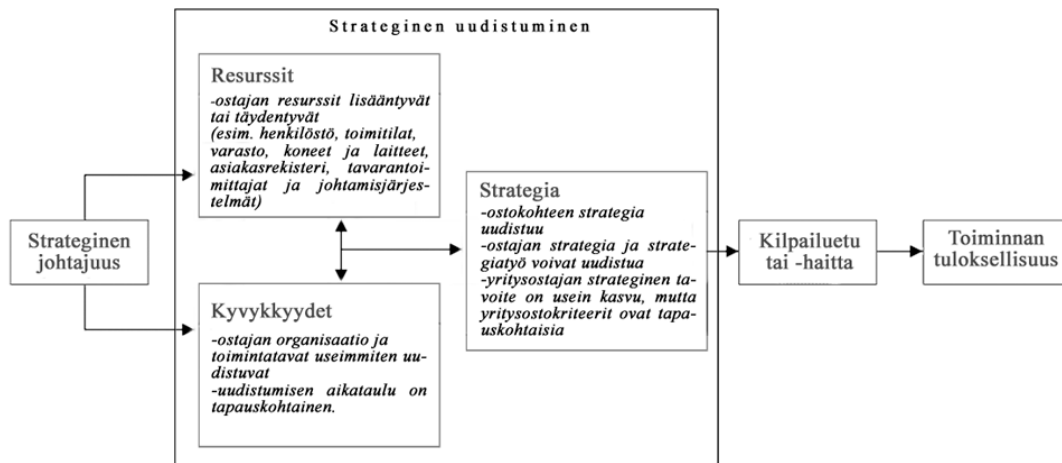 Strateginen uudistuminen
Resurssit
-ostajan resurssit lisääntyvät
tai täydentyvät
(esim. henkilöstö, toimitilat,
varasto, koneet ja laitteet,
asiakasrekisteri, tavarantoi-
mittajat ja johtamisjärjes-
telmät)
Strateginen
johtajuus
Kyvykkyydet
-ostajan organisaatio ja
toimintatavat useimmiten uu-
distuvat
-uudistumisen aikataulu on
tapauskohtainen.
Strategia
-ostokohteen strategia
uudistuu
-ostajan strategia ja strate-
giatyö voivat uudistua
-yritysostajan strateginen ta-
voite on usein kasvu, mutta
yritysostokriteerit ovat tapa-
uskohtaisia
Kilpailuetu
tai -haitta
Toiminnan
tuloksellisuus